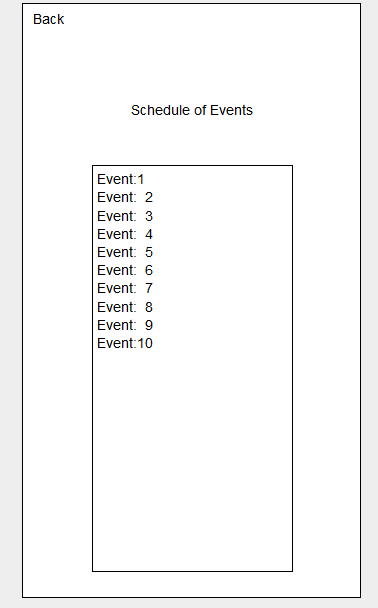 Back
Schedule of Events
Event:1
Event:  2
Event:  3
Event:  4
Event:  5
Event:  6
Event:  7
Event:  8
Event:  9
Event:10